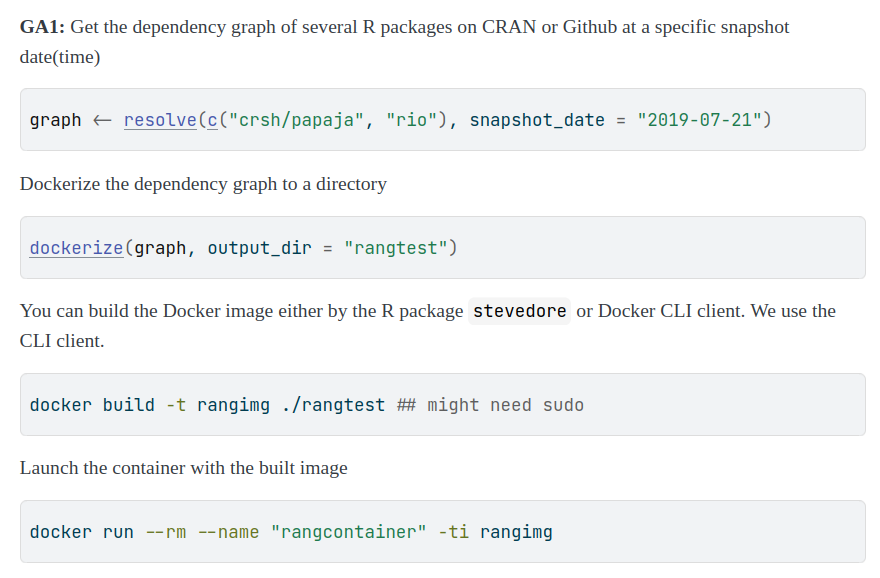 GA1: Get the dependency graph of several R packages on CRAN or Github at a specific snapshot
date(time)
graph <- resolve(c("crsh/papaja", "rio"), snapshot_date = "2019-07-21")
Dockerize the dependency graph to a directory
dockerize(graph, output_dir = "rangtest")
You can build the Docker image either by the R package stevedore or Docker CLI client. We use the
CLI client.
docker build -t rangimg ./rangtest ## might need sudo
Launch the container with the built image
docker run --rm --name "rangcontainer" -ti rangimg